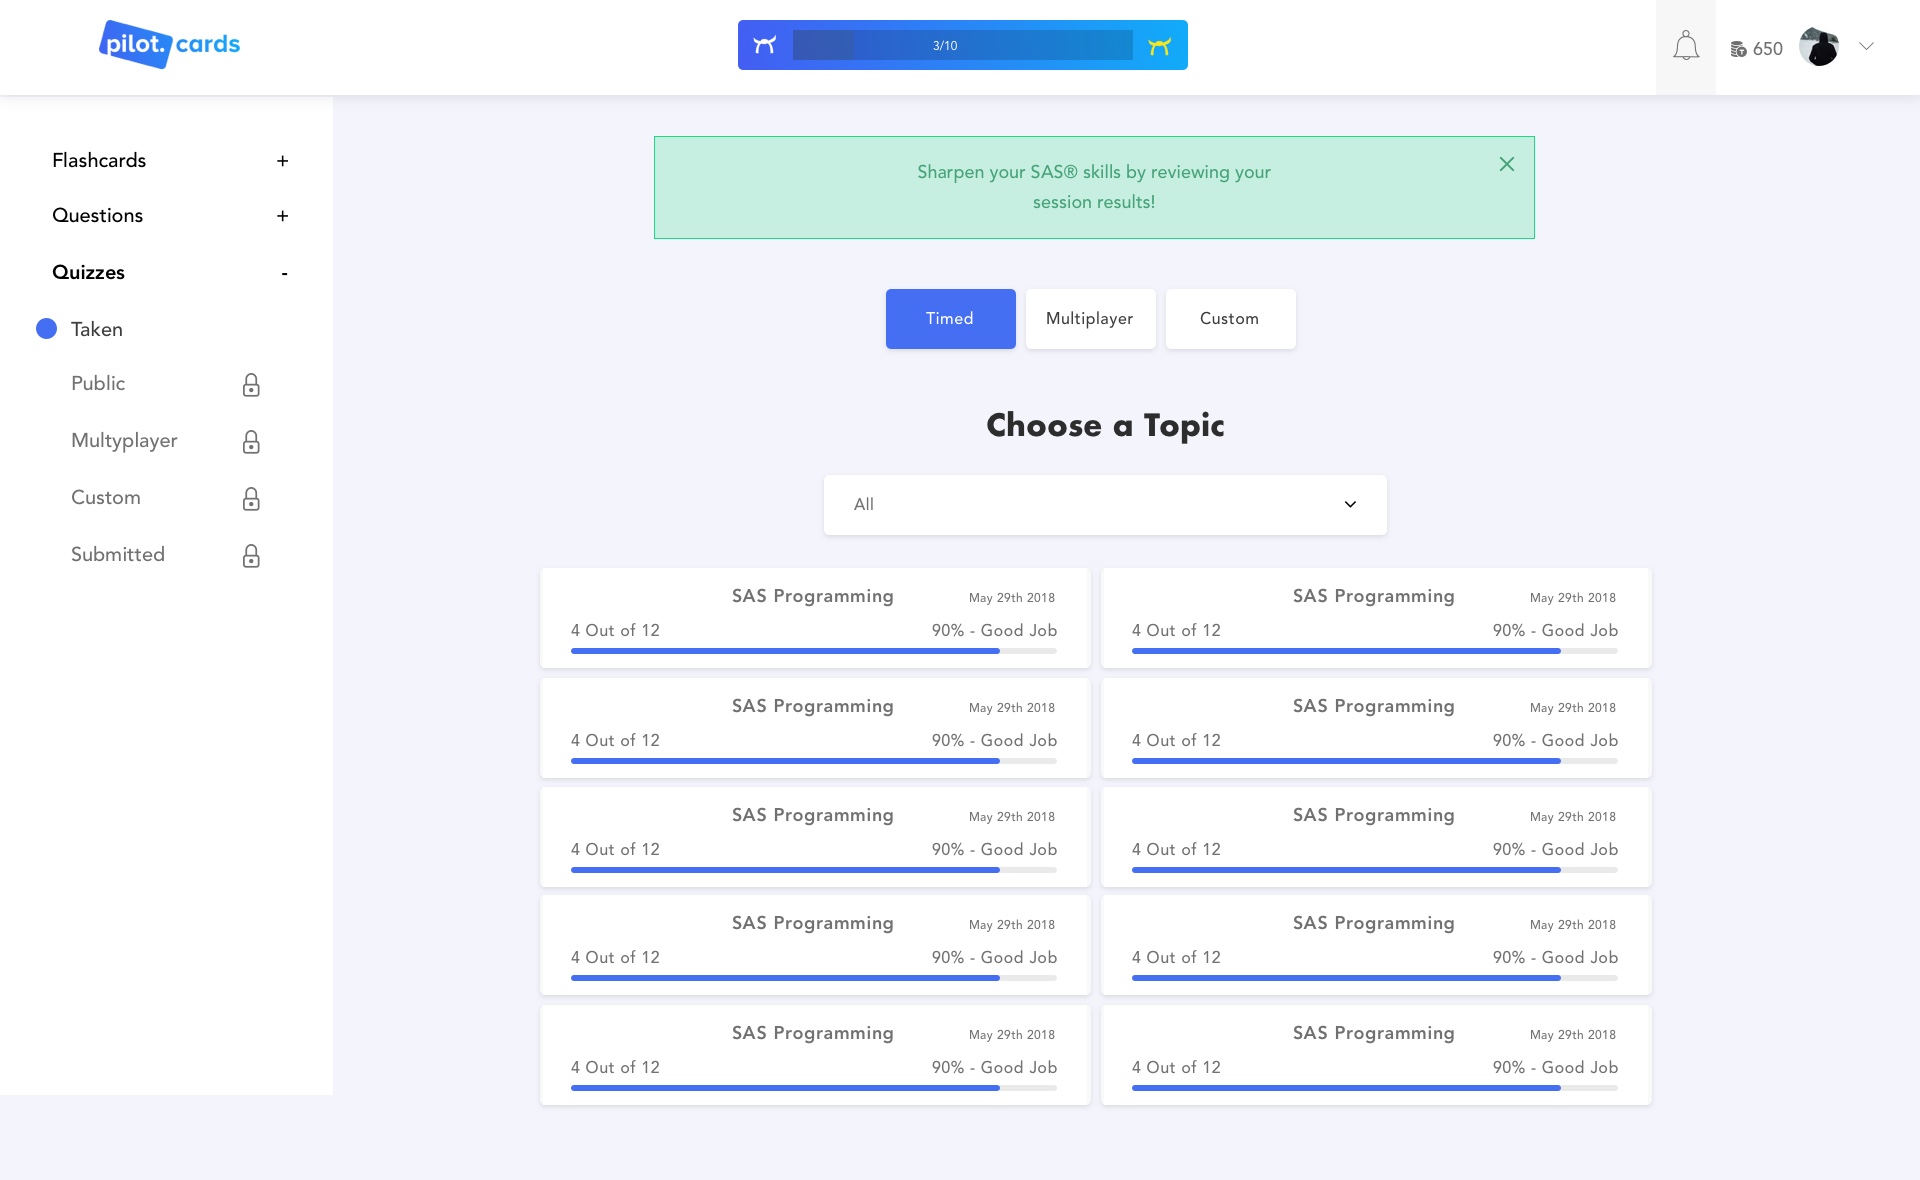 pilot. cards
3/10
650
Flashcards +
Questions +
Quizzes -
Taken
Public
Multyplayer
Custom
Submitted
Sharpen your SAS® skills by reviewing your
session results!
Timed Multiplayer Custom
Choose a Topic
All
SAS Programming May 29th 2018
4 Out of 12 90% - Good Job
SAS Programming May 29th 2018
4 Out of 12 90% - Good Job
SAS Programming May 29th 2018
4 Out of 12 90% - Good Job
SAS Programming May 29th 2018
4 Out of 12 90% - Good Job
SAS Programming May 29th 2018
4 Out of 12 90% - Good Job
SAS Programming May 29th 2018
4 Out of 12 90% - Good Job
SAS Programming May 29th 2018
4 Out of 12 90% - Good Job
SAS Programming May 29th 2018
4 Out of 12 90% - Good Job
SAS Programming May 29th 2018
4 Out of 12 90% - Good Job
SAS Programming May 29th 2018
4 Out of 12 90% - Good Job